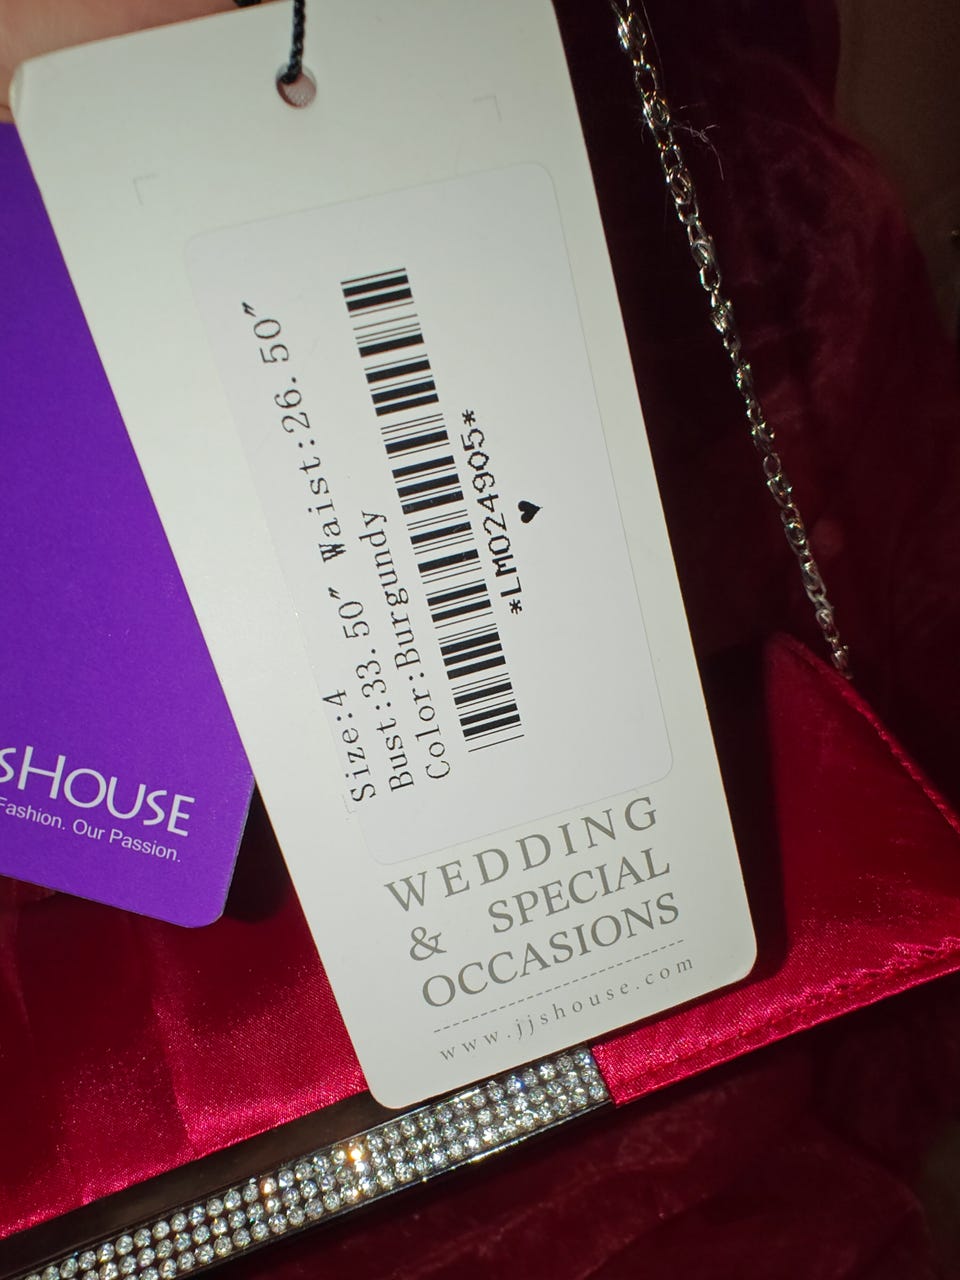 Size:4
Bust:33.50" Waist:26.50"
Color:Burgundy
*LM024905*
WEDDING
& SPECIAL
OCCASIONS
www.jjshouse.com
sHOUSE
Fashion. Our Passion.